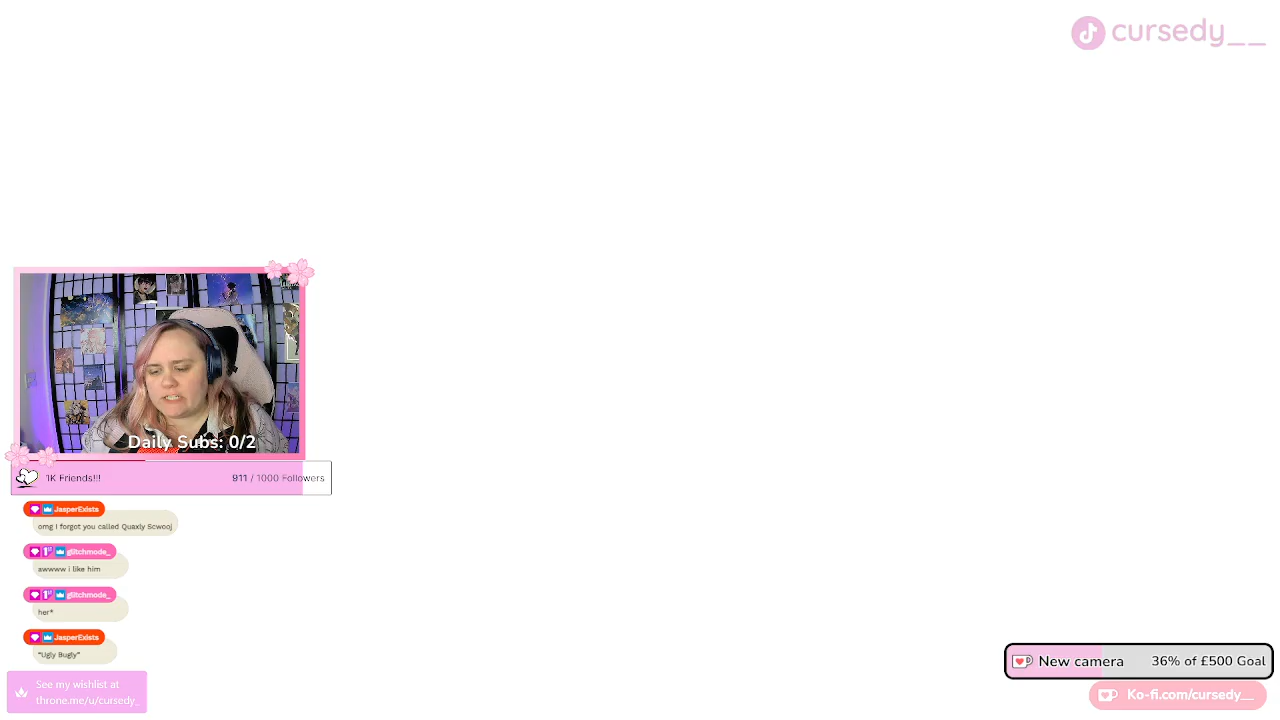 cursedy__
Daily Subs: 0/2
1K Friends!!!
911 / 1000 Followers
JasperExists
omg I forgot you called Quaxly Scwooj
glitchmode_
awwww i like him
glitchmode_
her*
JasperExists
"Ugly Bugly"
See my wishlist at
throne.me/u/cursedy_
New camera
36% of £500 Goal
Ko-fi.com/cursedy__